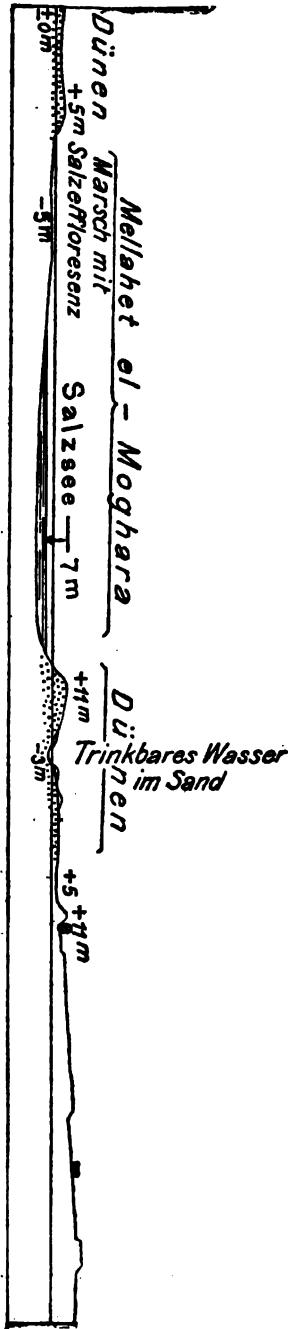 ±0m
Dünen
+5m
Mellahet el-Moghara
Marsch mit
Salzeffloresenz
-5m
Salzsee
-7m
Dünen
+11m
-3m
Trinkbares Wasser
im Sand
+5
+11m